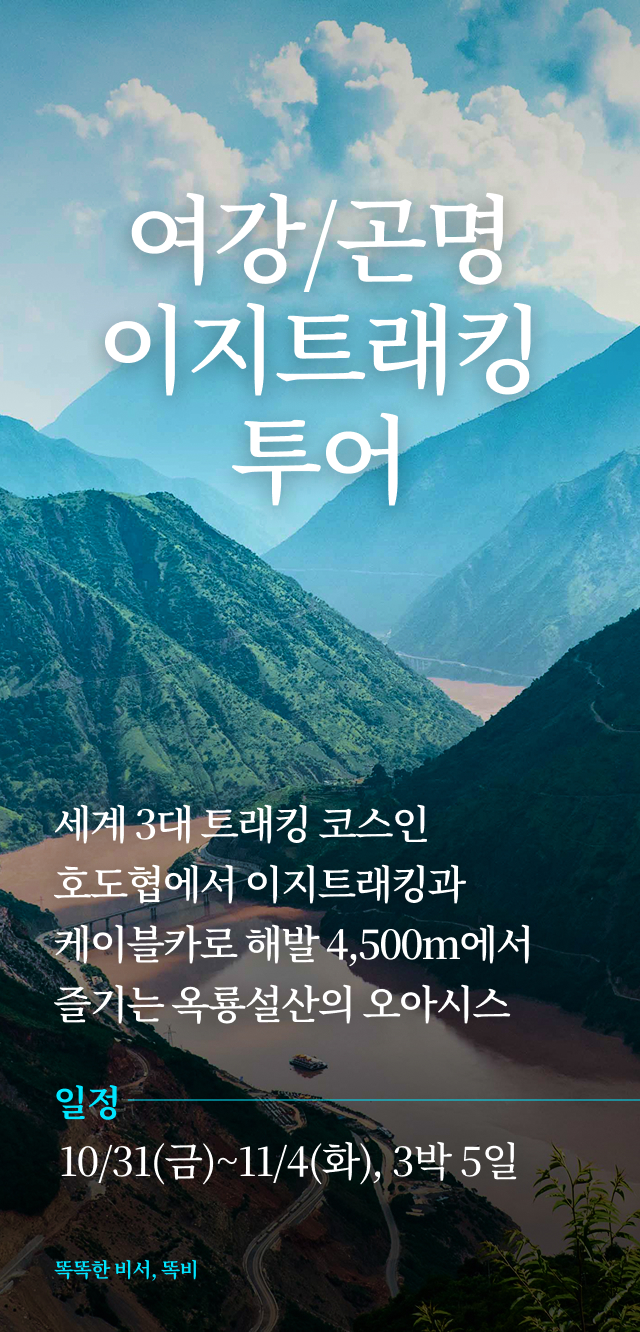 여강/곤명
이지트래킹
투어
세계 3대 트래킹 코스인
호도협에서 이지트래킹과
케이블카로 해발 4,500m에서
즐기는 옥룡설산의 오아시스
일정
10/31(금)~11/4(화), 3박 5일
똑똑한 비서, 똑비